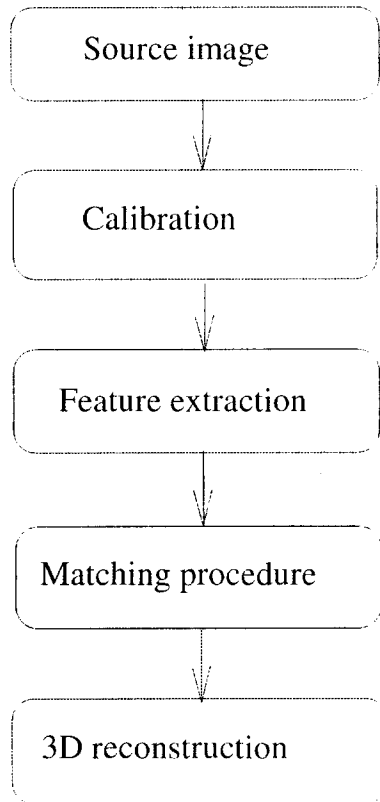 Source image
Calibration
Feature extraction
Matching procedure
3D reconstruction